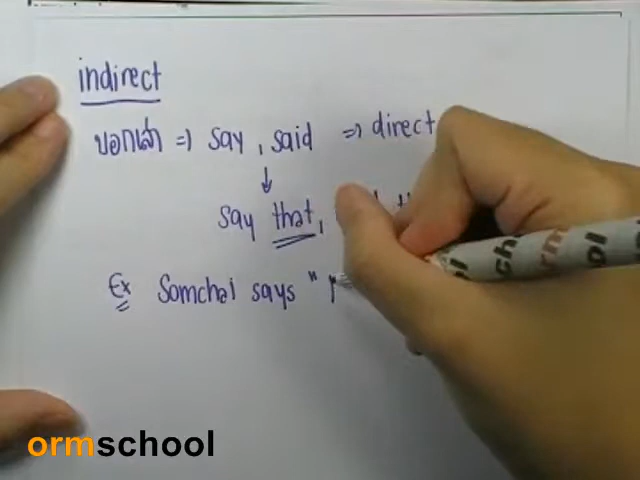 indirect
บอกเล่า => say , said => direct
say that,
Ex Somchai says "
ormschool